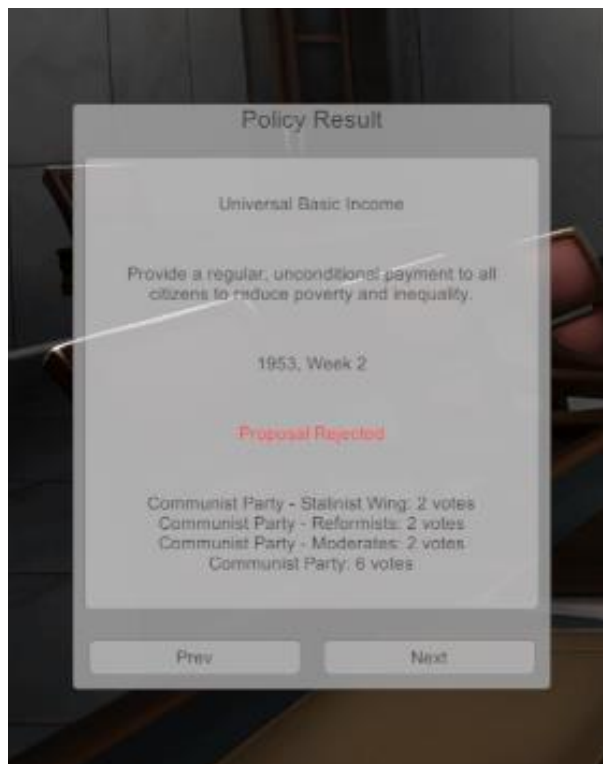 Policy Result
Universal Basic Income
Provide a regular, unconditional payment to all
citizens to reduce poverty and inequality.
1953, Week 2
Proposal Rejected
Communist Party - Stalinist Wing: 2 votes
Communist Party - Reformists: 2 votes
Communist Party - Moderates: 2 votes
Communist Party: 6 votes
Prev
Next